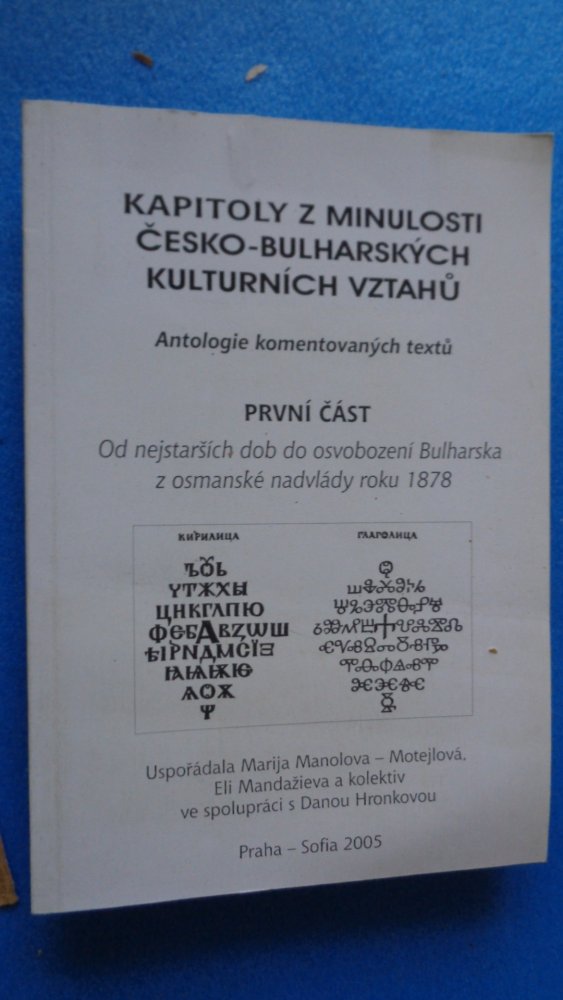 KAPITOLY Z MINULOSTI
ČESKO-BULHARSKÝCH
KULTURNÍCH VZTAHŮ
Antologie komentovaných textů
PRVNÍ ČÁST
Od nejstarších dob do osvobození Bulharska
z osmanské nadvlády roku 1878
КИРИЛИЦА
ГЛАГОЛИЦА
Uspořádala Marija Manolova – Motejlová,
Eli Mandažieva a kolektiv
ve spolupráci s Danou Hronkovou
Praha – Sofia 2005